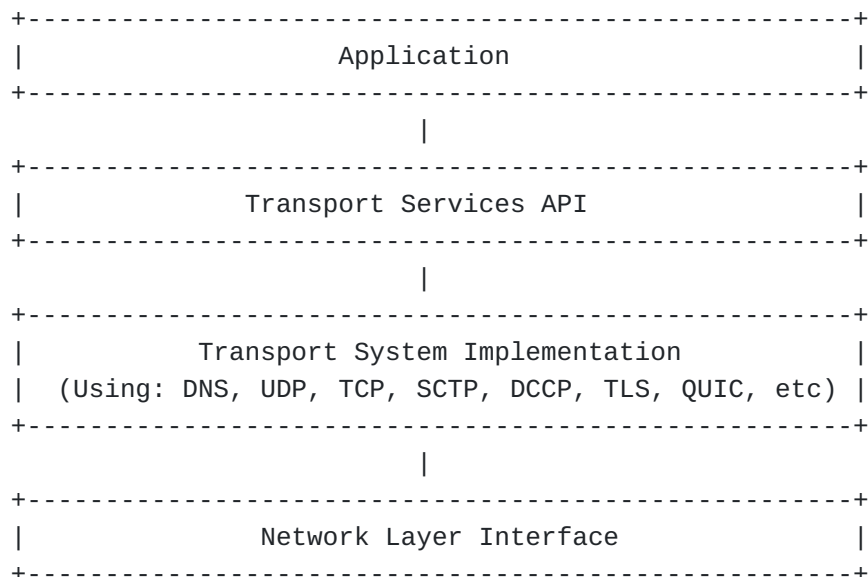 +-----------------------------------------------------+
|                    Application                      |
+-----------------------------------------------------+
                          |
+-----------------------------------------------------+
|              Transport Services API                 |
+-----------------------------------------------------+
                          |
+-----------------------------------------------------+
|           Transport System Implementation           |
|  (Using: DNS, UDP, TCP, SCTP, DCCP, TLS, QUIC, etc) |
+-----------------------------------------------------+
                          |
+-----------------------------------------------------+
|               Network Layer Interface               |
+-----------------------------------------------------+